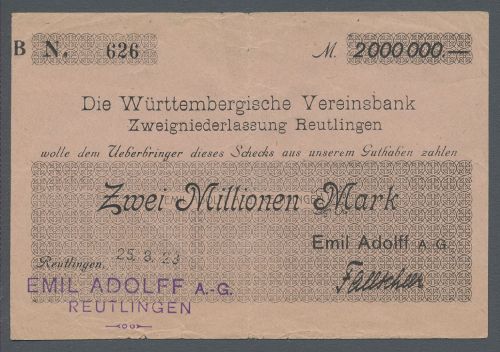 B N. 626 M. 2000000.—
Die Württembergische Vereinsbank
Zweigniederlassung Reutlingen
wolle dem Ueberbringer dieses Schecks aus unserem Guthaben zahlen
Zwei Millionen Mark
Emil Adolff A.G.
Reutlingen, 25.8.23
EMIL ADOLFF A.-G.
REUTLINGEN